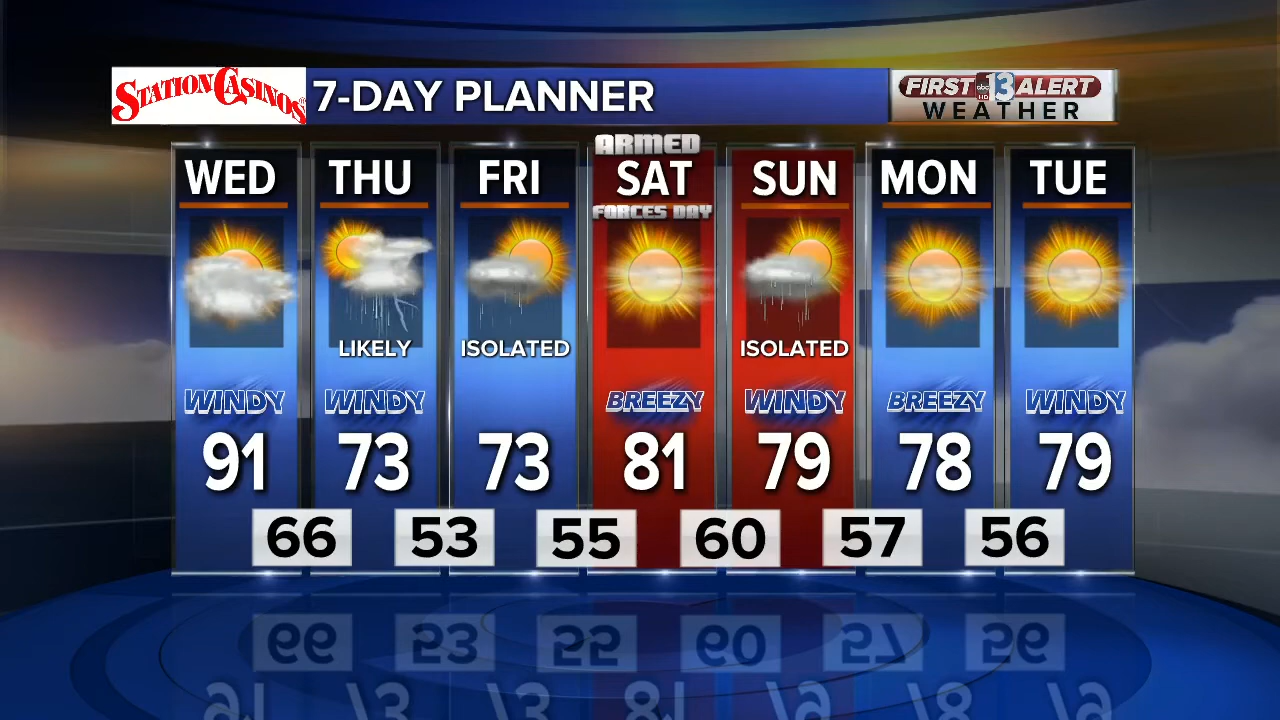 STATION CASINOS
7-DAY PLANNER
FIRST abc 13 ALERT
HD
WEATHER
WED THU FRI ARMED SAT SUN MON TUE
FORCES DAY
LIKELY ISOLATED ISOLATED
WINDY WINDY BREEZY WINDY BREEZY WINDY
91 73 73 81 79 78 79
66 53 55 60 57 56